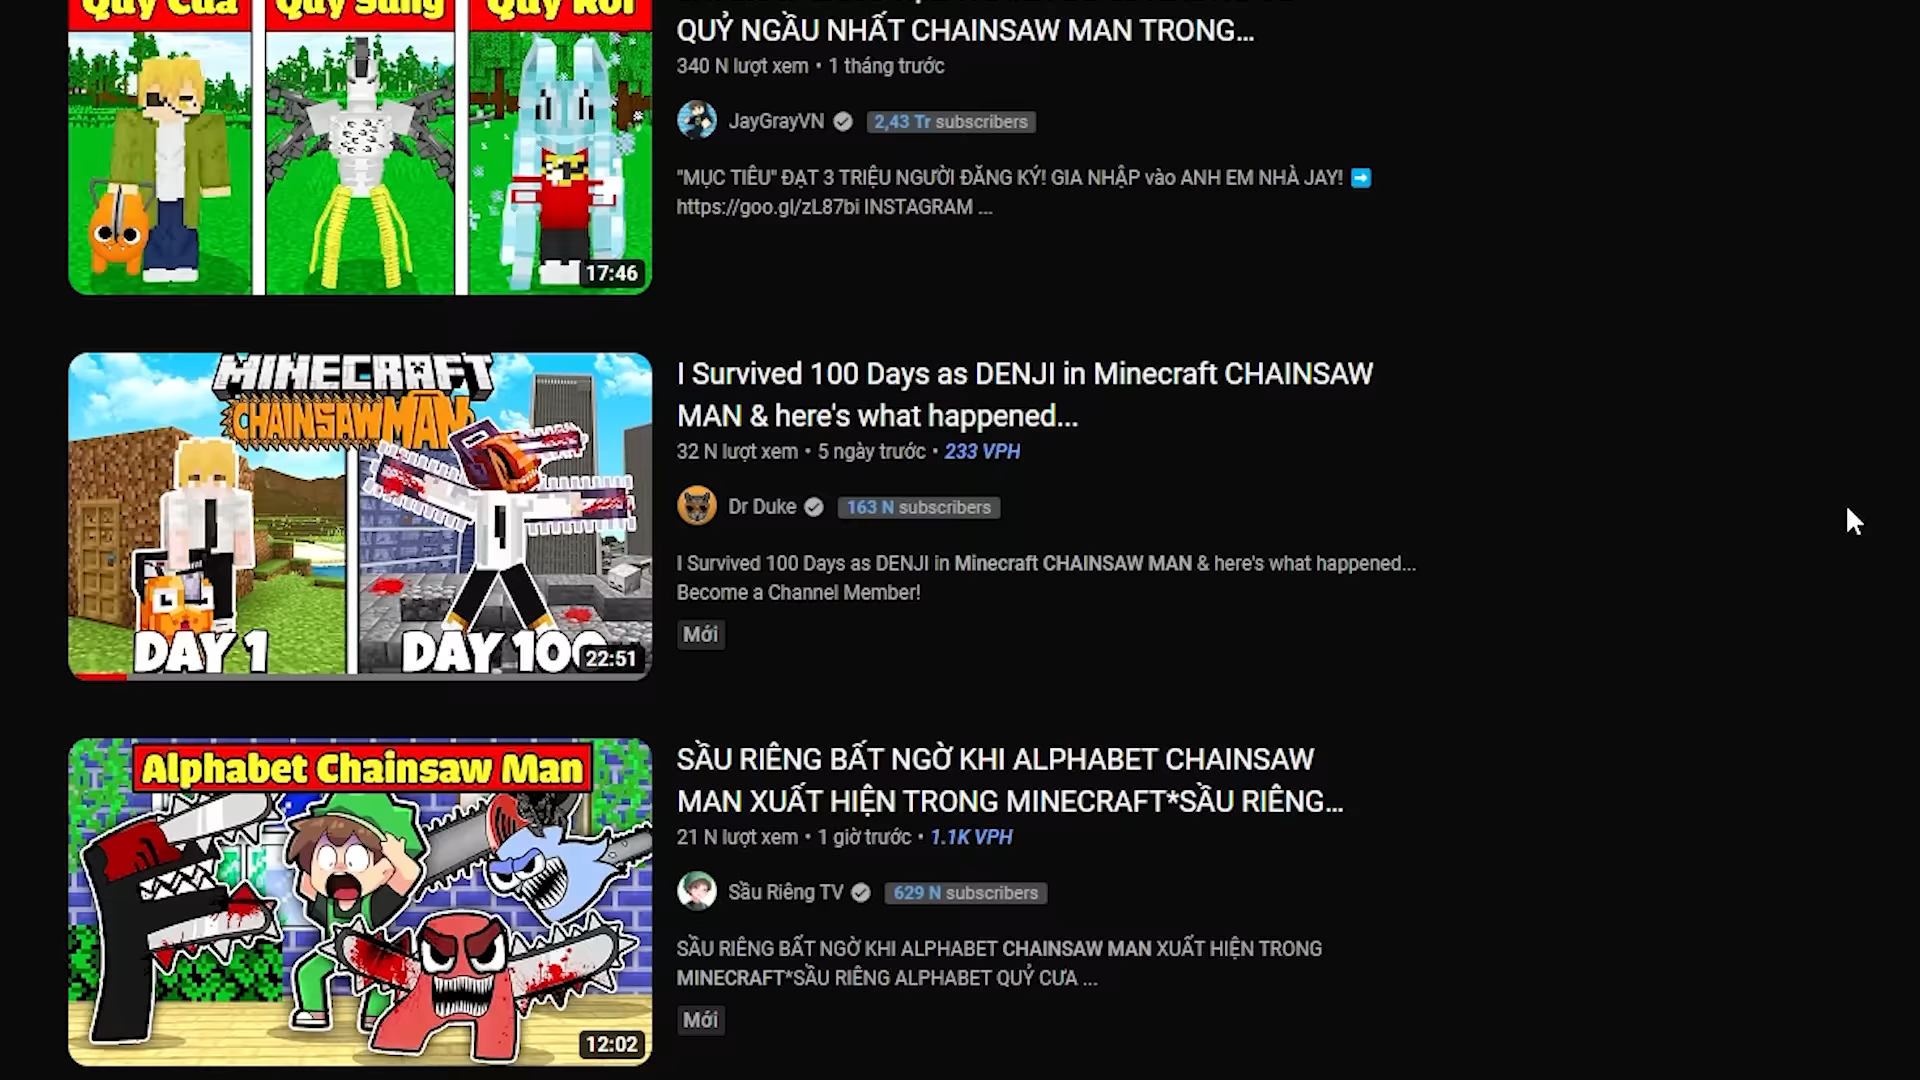 Quỷ Cưa
Quỷ Súng
Quỷ Rơi
QUỶ NGẦU NHẤT CHAINSAW MAN TRONG...
340 N lượt xem • 1 tháng trước
JayGrayVN
2,43 Tr subscribers
"MỤC TIÊU" ĐẠT 3 TRIỆU NGƯỜI ĐĂNG KÝ! GIA NHẬP vào ANH EM NHÀ JAY! ➡
https://goo.gl/zL87bi INSTAGRAM ...
17:46
MINECRAFT
CHAINSAW MAN
DAY 1
DAY 100
22:51
I Survived 100 Days as DENJI in Minecraft CHAINSAW
MAN & here's what happened...
32 N lượt xem • 5 ngày trước • 233 VPH
Dr Duke
163 N subscribers
I Survived 100 Days as DENJI in Minecraft CHAINSAW MAN & here's what happened...
Become a Channel Member!
Mới
Alphabet Chainsaw Man
12:02
SẦU RIÊNG BẤT NGỜ KHI ALPHABET CHAINSAW
MAN XUẤT HIỆN TRONG MINECRAFT*SẦU RIÊNG...
21 N lượt xem • 1 giờ trước • 1.1K VPH
Sầu Riêng TV
629 N subscribers
SẦU RIÊNG BẤT NGỜ KHI ALPHABET CHAINSAW MAN XUẤT HIỆN TRONG
MINECRAFT*SẦU RIÊNG ALPHABET QUỶ CƯA ...
Mới